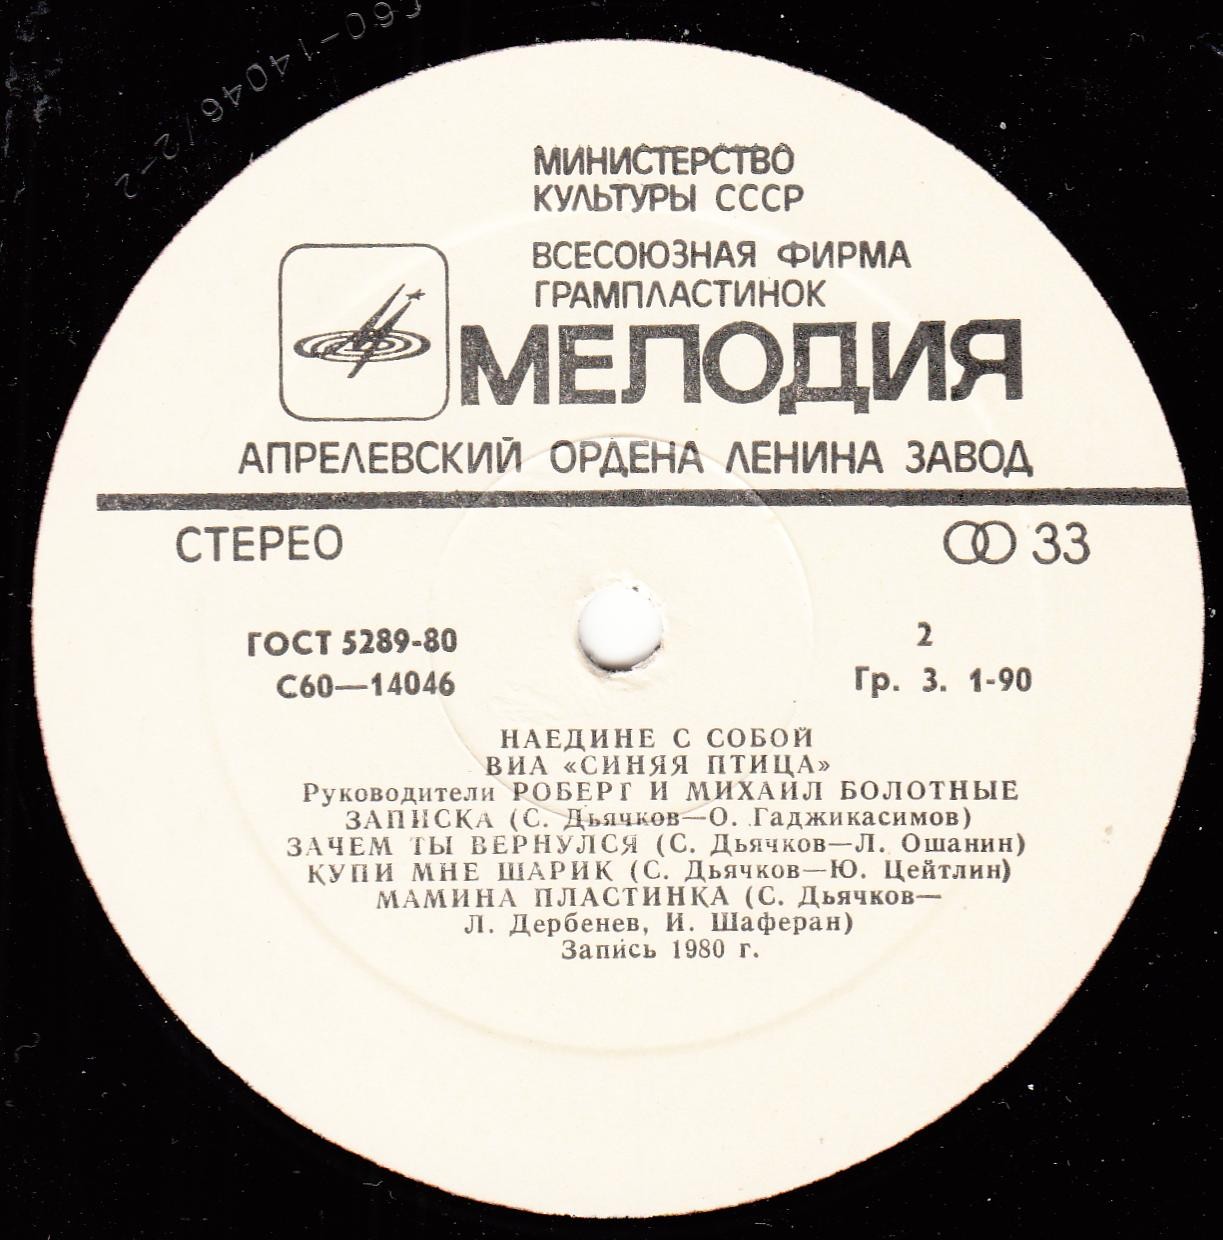 С60-14046/2-2
МИНИСТЕРСТВО
КУЛЬТУРЫ СССР
ВСЕСОЮЗНАЯ ФИРМА
ГРАМПЛАСТИНОК
МЕЛОДИЯ
АПРЕЛЕВСКИЙ ОРДЕНА ЛЕНИНА ЗАВОД
СТЕРЕО 33
ГОСТ 5289-80 2
С60—14046 Гр. 3. 1-90
НАЕДИНЕ С СОБОЙ
ВИА «СИНЯЯ ПТИЦА»
Руководители РОБЕРТ И МИХАИЛ БОЛОТНЫЕ
ЗАПИСКА (С. Дьячков—О. Гаджикасимов)
ЗАЧЕМ ТЫ ВЕРНУЛСЯ (С. Дьячков—Л. Ошанин)
КУПИ МНЕ ШАРИК (С. Дьячков—Ю. Цейтлин)
МАМИНА ПЛАСТИНКА (С. Дьячков—
Л. Дербенев, И. Шаферан)
Запись 1980 г.